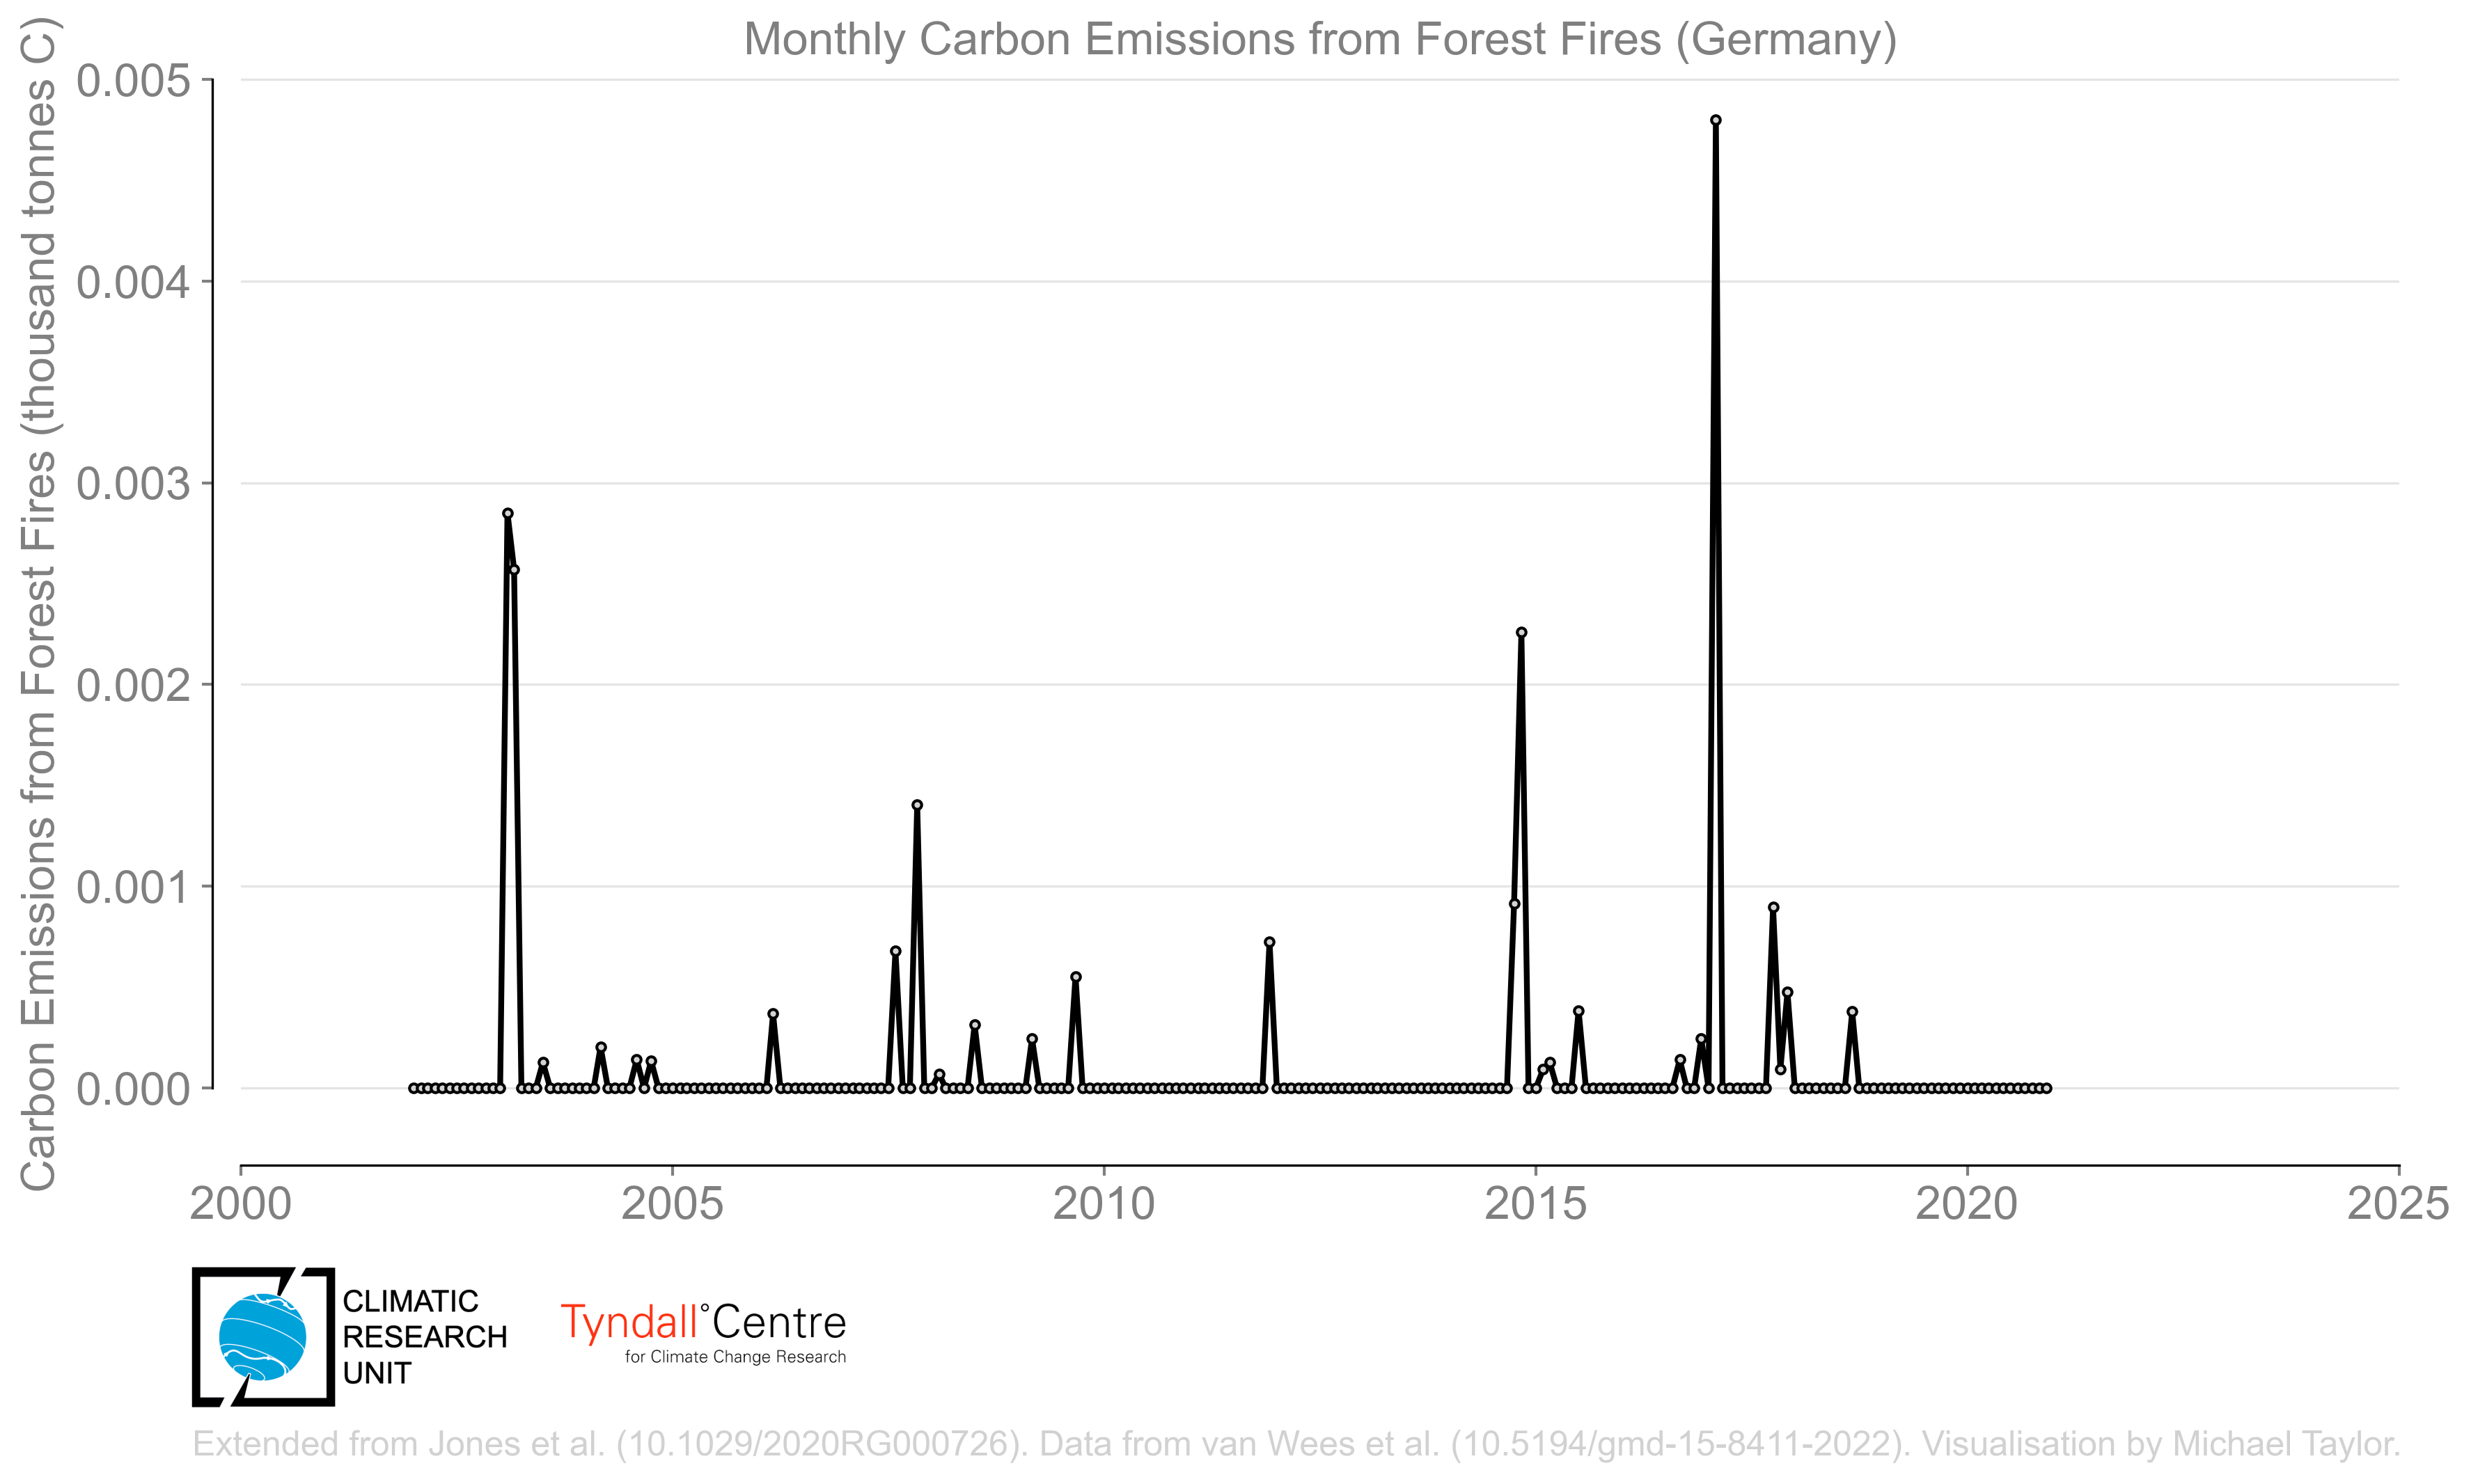 Monthly Carbon Emissions from Forest Fires (Germany)
Carbon Emissions from Forest Fires (thousand tonnes C)
0.005
0.004
0.003
0.002
0.001
0.000
2000 2005 2010 2015 2020 2025
CLIMATIC
RESEARCH
UNIT
Tyndall°Centre
for Climate Change Research
Extended from Jones et al. (10.1029/2020RG000726). Data from van Wees et al. (10.5194/gmd-15-8411-2022). Visualisation by Michael Taylor.